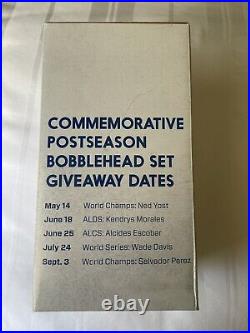 COMMEMORATIVE
POSTSEASON
BOBBLEHEAD SET
GIVEAWAY DATES
May 14 World Champs: Ned Yost
June 18 ALDS: Kendrys Morales
June 25 ALCS: Alcides Escobar
July 24 World Series: Wade Davis
Sept. 3 World Champs: Salvador Perez